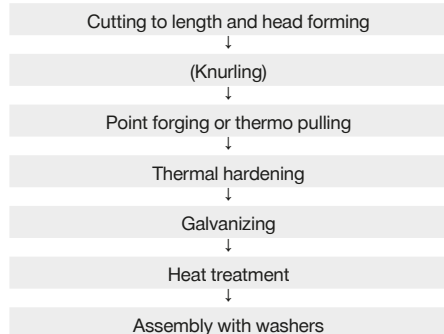 Cutting to length and head forming
↓
(Knurling)
↓
Point forging or thermo pulling
↓
Thermal hardening
↓
Galvanizing
↓
Heat treatment
↓
Assembly with washers